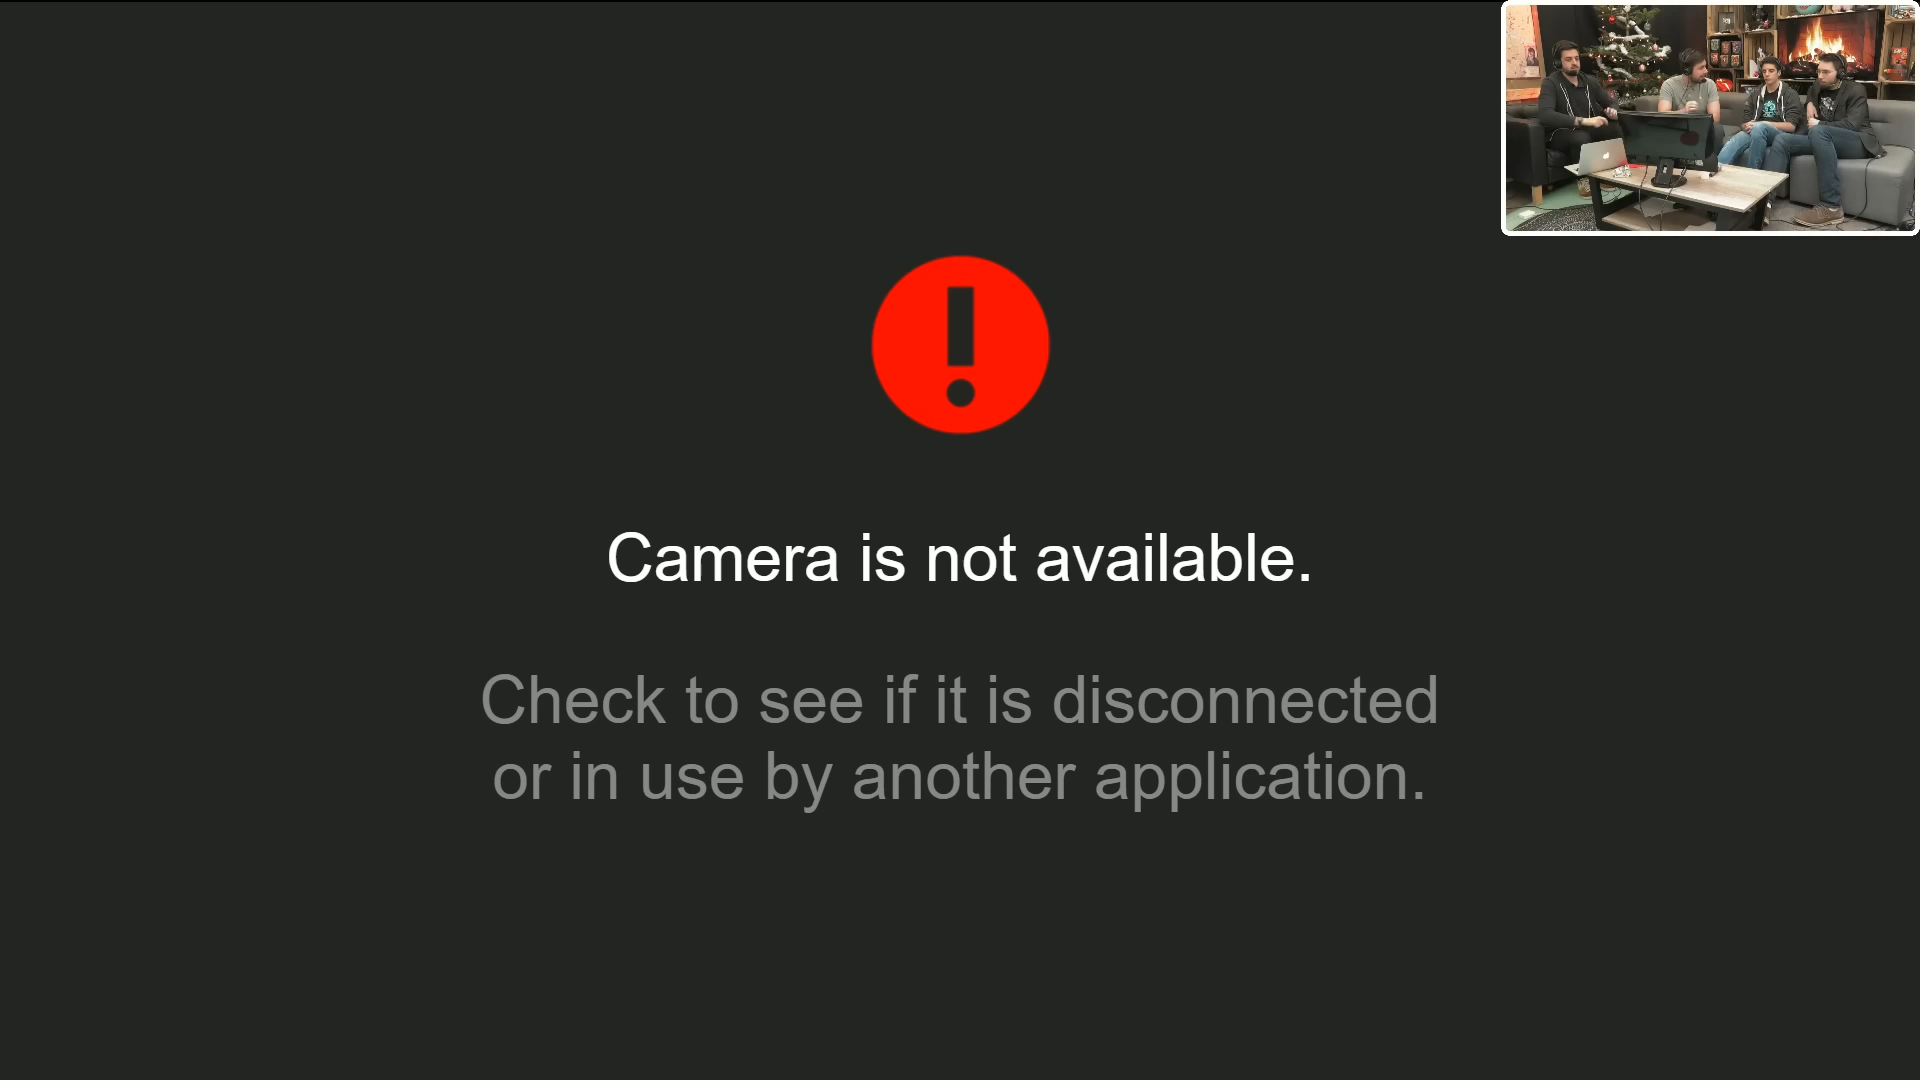 Camera is not available.
Check to see if it is disconnected
or in use by another application.